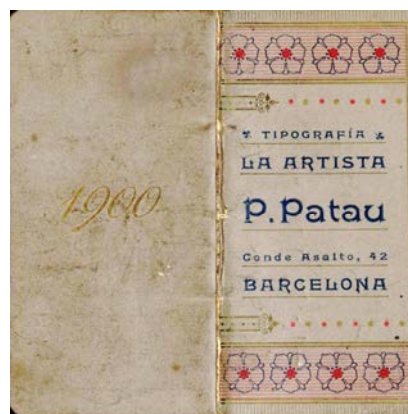 1900
TIPOGRAFÍA
LA ARTISTA
P. Patau
Conde Asalto, 42
BARCELONA